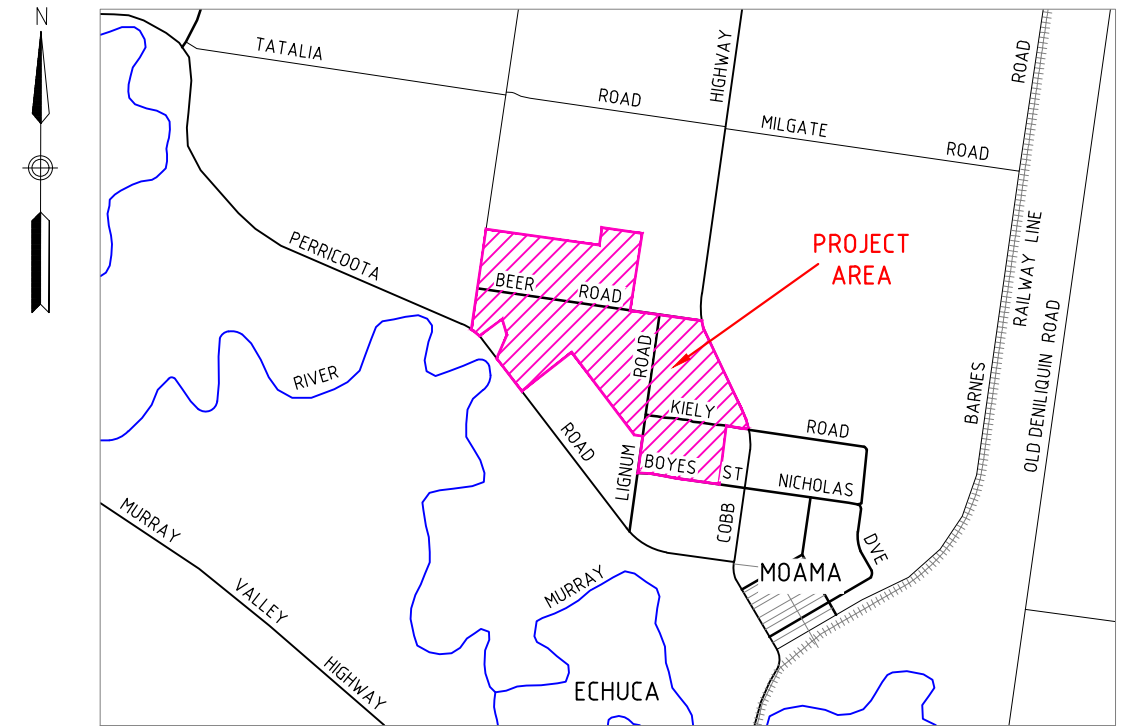 N
TATALIA
ROAD
HIGHWAY
MILGATE
ROAD
ROAD
PERRICOOTA
PROJECT
AREA
RAILWAY LINE
BEER
ROAD
ROAD
OLD DENILIQUIN ROAD
RIVER
BARNES
KIELY
ROAD
ROAD
LIGNUM
BOYES
ST
NICHOLAS
COBB
DVE
MURRAY
VALLEY
HIGHWAY
MURRAY
MOAMA
ECHUCA